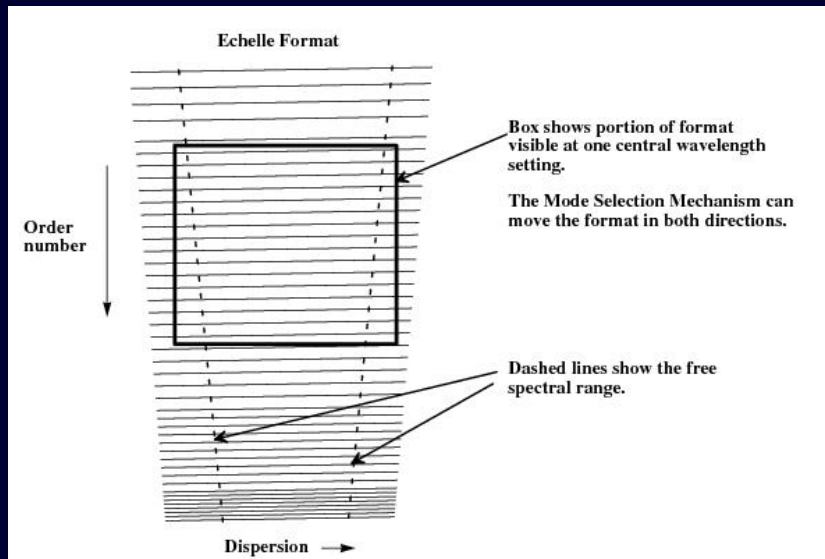 Echelle Format
Box shows portion of format
visible at one central wavelength
setting.
The Mode Selection Mechanism can
move the format in both directions.
Order
number
Dashed lines show the free
spectral range.
Dispersion